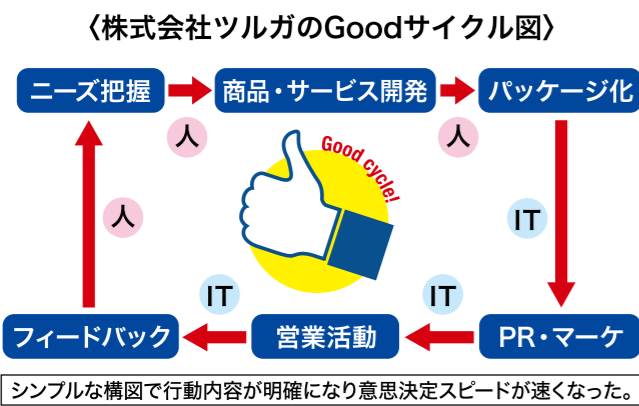 〈株式会社ツルガのGoodサイクル図〉
ニーズ把握
商品・サービス開発
パッケージ化
人
人
Good cycle!
人
IT
IT
IT
フィードバック
営業活動
PR・マーケ
シンプルな構図で行動内容が明確になり意思決定スピードが速くなった。